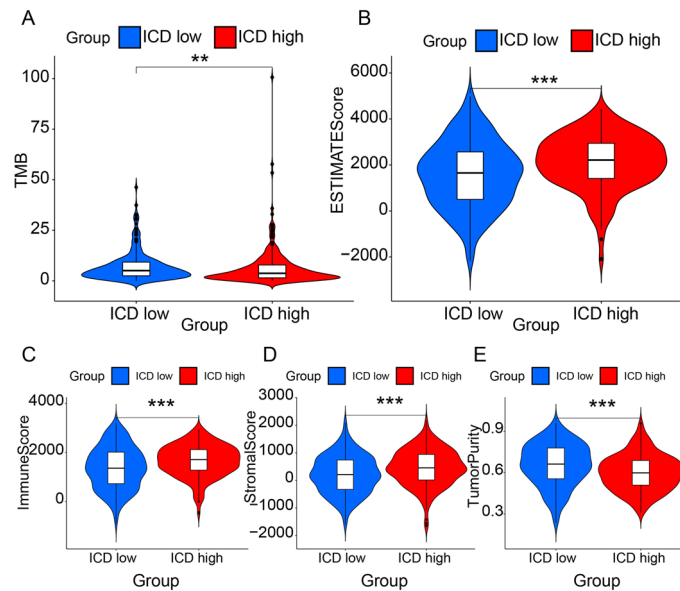 A
Group ICD low ICD high
**
TMB
100
75
50
25
0
ICD low ICD high
Group
B
Group ICD low ICD high
***
ESTIMATEScore
6000
4000
2000
0
−2000
ICD low ICD high
Group
C
Group ICD low ICD high
***
ImmuneScore
4000
2000
0
ICD low ICD high
Group
D
Group ICD low ICD high
***
StromalScore
3000
2000
1000
0
−1000
−2000
ICD low ICD high
Group
E
Group ICD low ICD high
***
TumorPurity
0.9
0.6
0.3
ICD low ICD high
Group